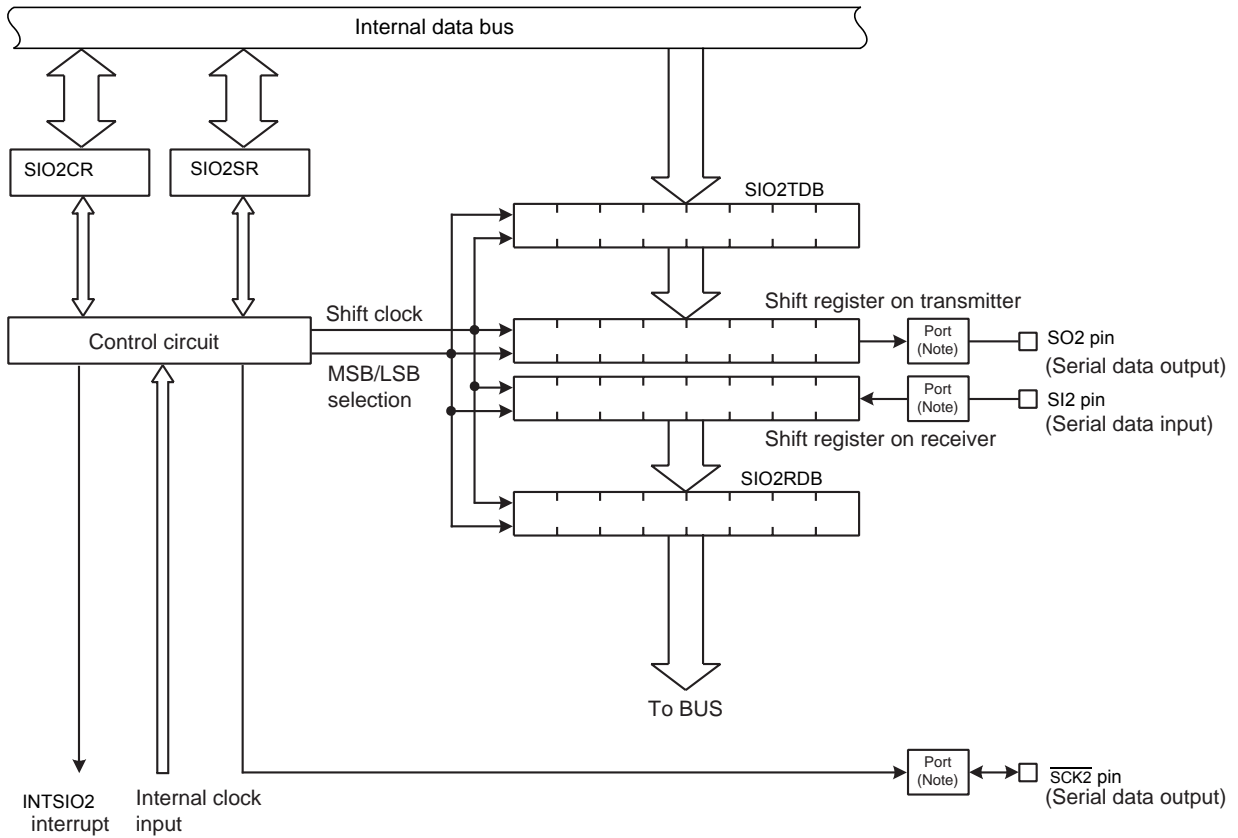 Internal data bus
SIO2CR
SIO2SR
SIO2TDB
Shift register on transmitter
Shift clock
Control circuit
MSB/LSB
selection
Port
(Note)
SO2 pin
(Serial data output)
Port
(Note)
SI2 pin
(Serial data input)
Shift register on receiver
SIO2RDB
To BUS
Port
(Note)
SCK2 pin
(Serial data output)
INTSIO2
interrupt
Internal clock
input